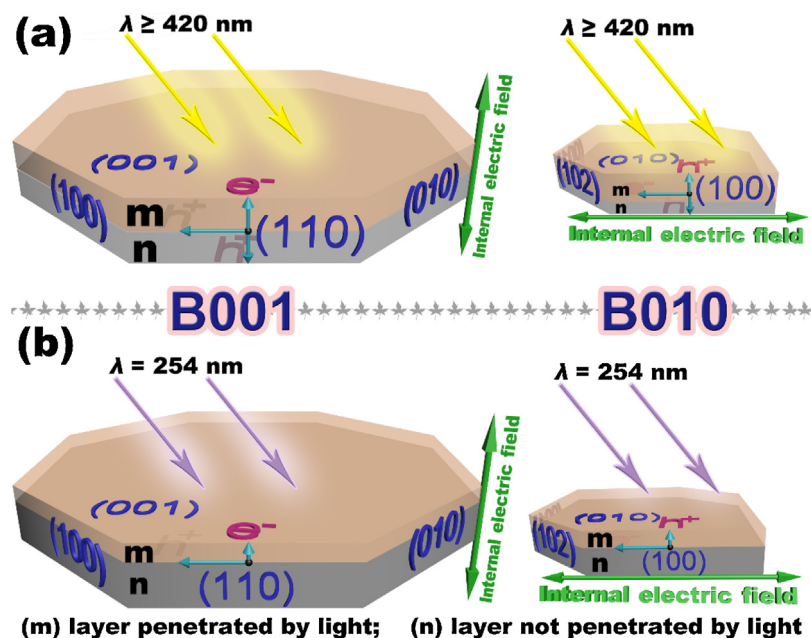 (a)
λ ≥ 420 nm
λ ≥ 420 nm
(001)
(100)
(010)
(110)
m
n
e-
h+
h+
Internal electric field
(010)
h+
(102)
(100)
m
n
h
Internal electric field
B001
B010
(b)
λ = 254 nm
λ = 254 nm
(001)
(100)
(010)
(110)
m
n
e-
h+
Internal electric field
(010)
h+
(102)
(100)
m
n
Internal electric field
(m) layer penetrated by light; (n) layer not penetrated by light